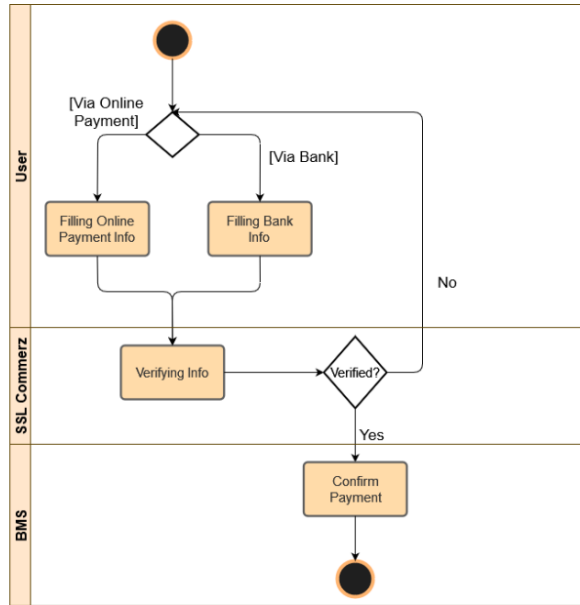 User
[Via Online
Payment]
[Via Bank]
Filling Online
Payment Info
Filling Bank
Info
No
SSL Commerz
Verifying Info
Verified?
Yes
BMS
Confirm
Payment